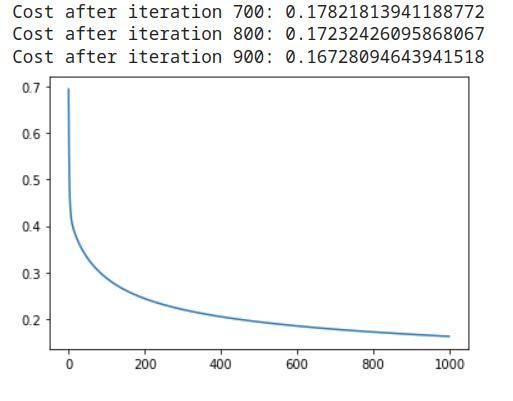 Cost after iteration 700: 0.17821813941188772
Cost after iteration 800: 0.17232426095868067
Cost after iteration 900: 0.16728094643941518
0.7
0.6
0.5
0.4
0.3
0.2
0 200 400 600 800 1000